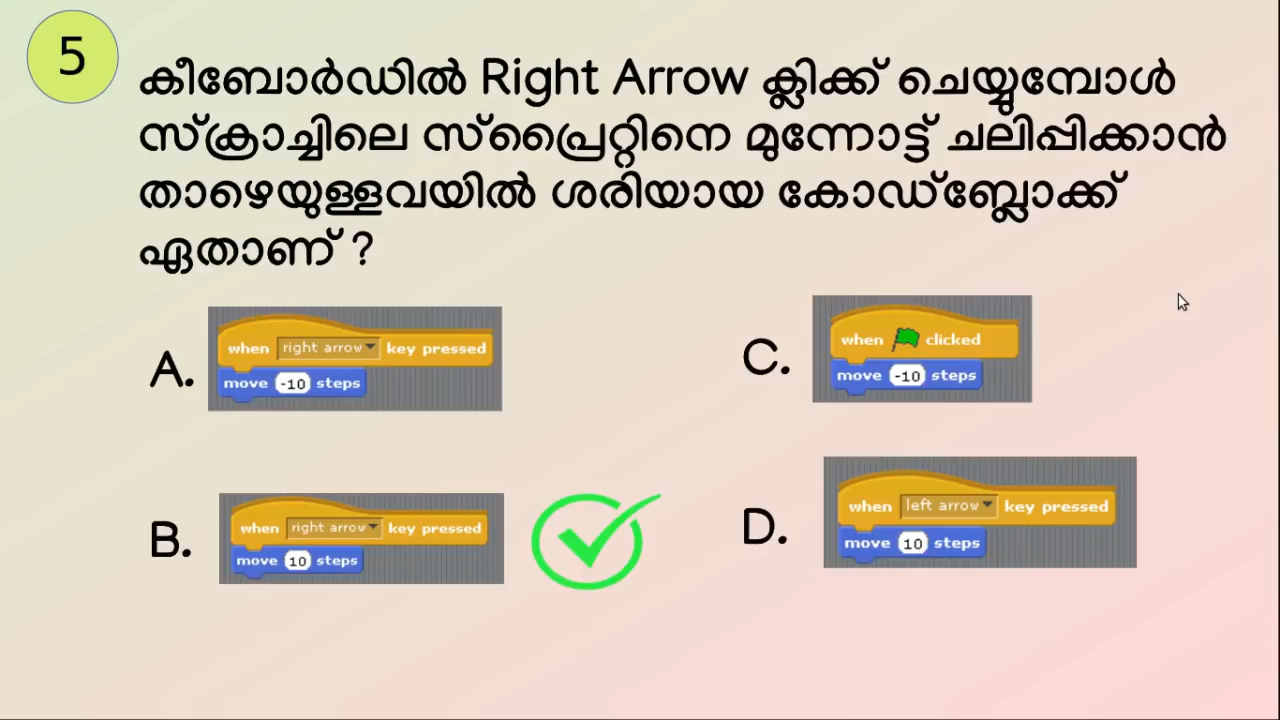 5
കീബോർഡിൽ Right Arrow ക്ലിക്ക് ചെയ്യുമ്പോൾ
സ്ക്രാച്ചിലെ സ്പ്രൈറ്റിനെ മുന്നോട്ട് ചലിപ്പിക്കാൻ
താഴെയുള്ളവയിൽ ശരിയായ കോഡ്ബ്ലോക്ക്
ഏതാണ് ?
A.
when right arrow key pressed
move -10 steps
B.
when right arrow key pressed
move 10 steps
C.
when clicked
move -10 steps
D.
when left arrow key pressed
move 10 steps